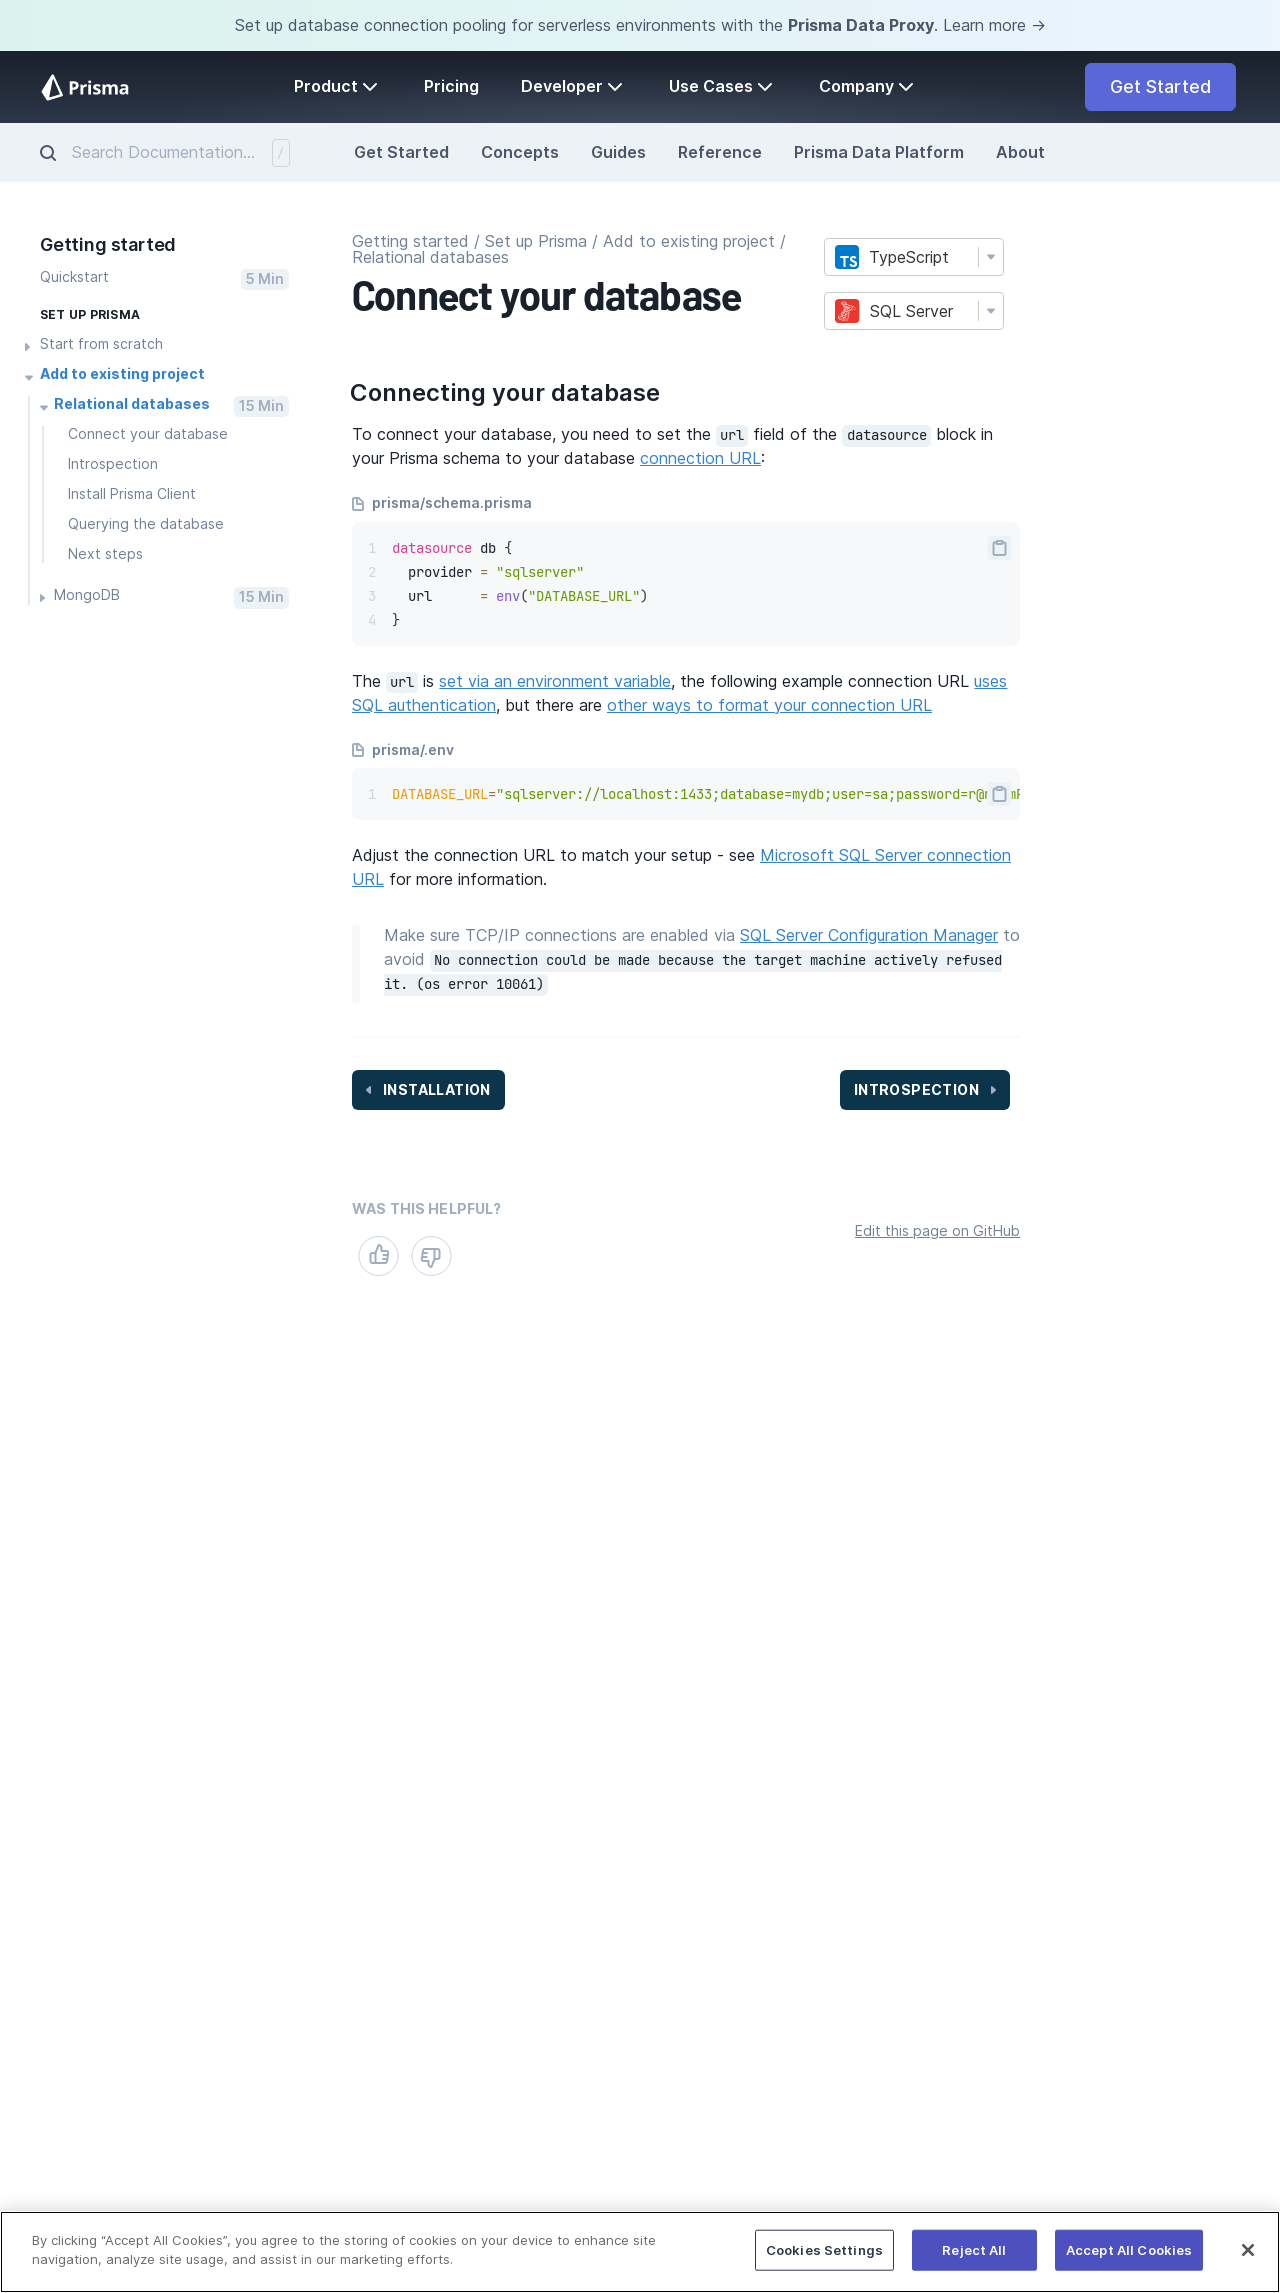 Set up database connection pooling for serverless environments with the Prisma Data Proxy. Learn more →
Prisma
Product
Pricing
Developer
Use Cases
Company
Get Started
Search Documentation...
/
Get Started
Concepts
Guides
Reference
Prisma Data Platform
About
Getting started
Quickstart
5 Min
SET UP PRISMA
Start from scratch
Add to existing project
Relational databases
15 Min
Connect your database
Introspection
Install Prisma Client
Querying the database
Next steps
MongoDB
15 Min
Getting started / Set up Prisma / Add to existing project /
Relational databases
Connect your database
TS
TypeScript
SQL Server
Connecting your database
To connect your database, you need to set the url field of the datasource block in
your Prisma schema to your database connection URL:
prisma/schema.prisma
1 datasource db {
2   provider = "sqlserver"
3   url      = env("DATABASE_URL")
4 }
The url is set via an environment variable, the following example connection URL uses
SQL authentication, but there are other ways to format your connection URL
prisma/.env
1 DATABASE_URL="sqlserver://localhost:1433;database=mydb;user=sa;password=
Adjust the connection URL to match your setup - see Microsoft SQL Server connection
URL for more information.
Make sure TCP/IP connections are enabled via SQL Server Configuration Manager to
avoid No connection could be made because the target machine actively refused
it. (os error 10061)
INSTALLATION
INTROSPECTION
WAS THIS HELPFUL?
Edit this page on GitHub
By clicking “Accept All Cookies”, you agree to the storing of cookies on your device to enhance site
navigation, analyze site usage, and assist in our marketing efforts.
Cookies Settings
Reject All
Accept All Cookies